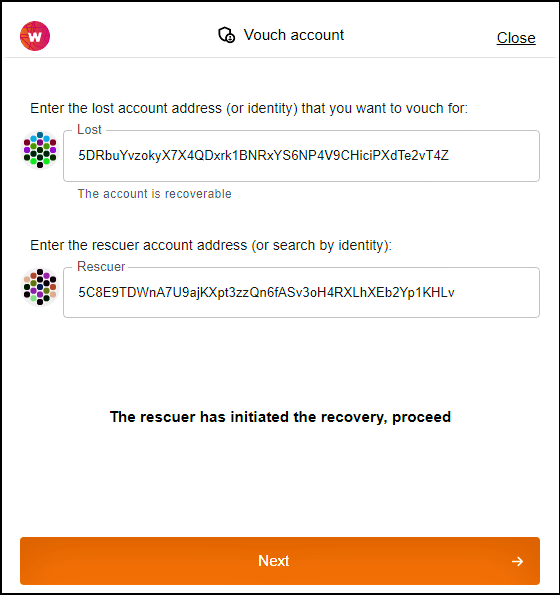 w
Vouch account
Close
Enter the lost account address (or identity) that you want to vouch for:
Lost
5DRbuYvzokyX7X4QDxrk1BNRxYS6NP4V9CHiciPXdTe2vT4Z
The account is recoverable
Enter the rescuer account address (or search by identity):
Rescuer
5C8E9TDWnA7U9ajKXpt3zzQn6fASv3oH4RXLhXEb2Yp1KHLv
The rescuer has initiated the recovery, proceed
Next